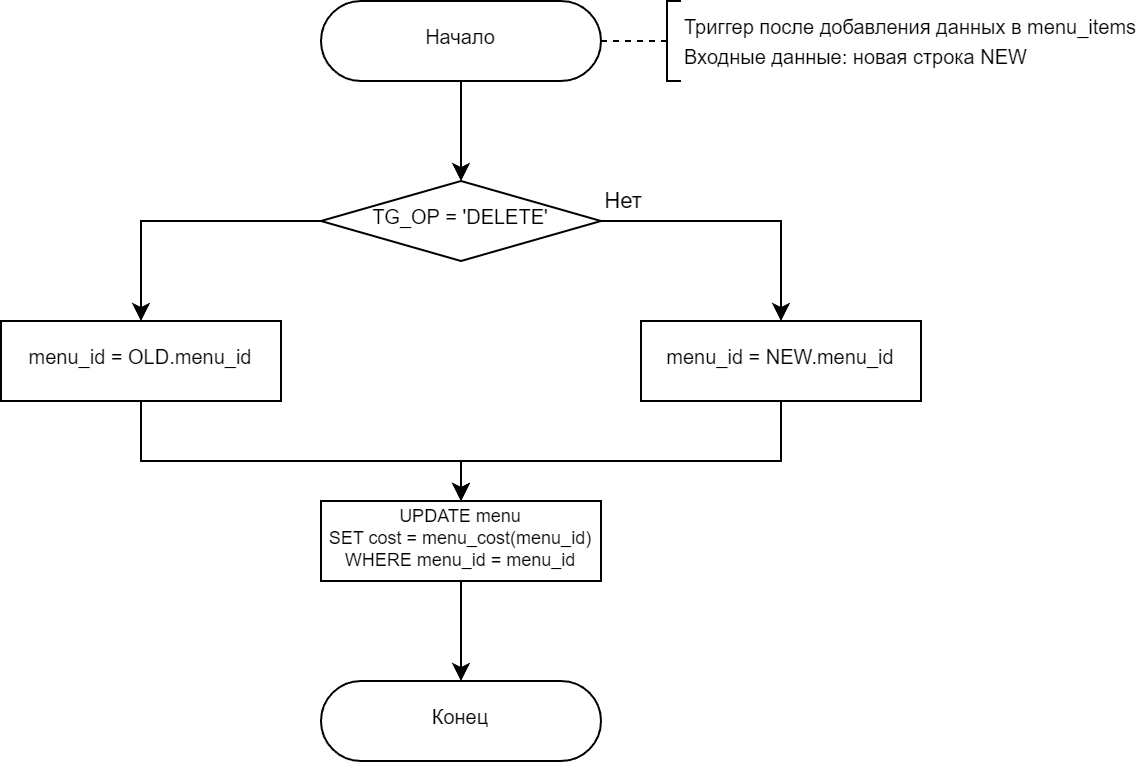 Начало
Триггер после добавления данных в menu_items
Входные данные: новая строка NEW
TG_OP = 'DELETE'
Нет
menu_id = OLD.menu_id
menu_id = NEW.menu_id
UPDATE menu
SET cost = menu_cost(menu_id)
WHERE menu_id = menu_id
Конец